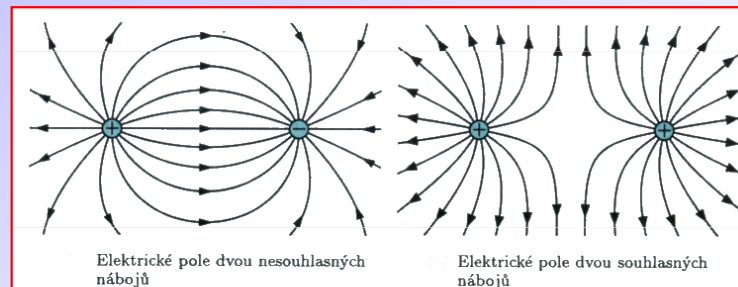 Elektrické pole dvou nesouhlasných
nábojů
Elektrické pole dvou souhlasných
nábojů